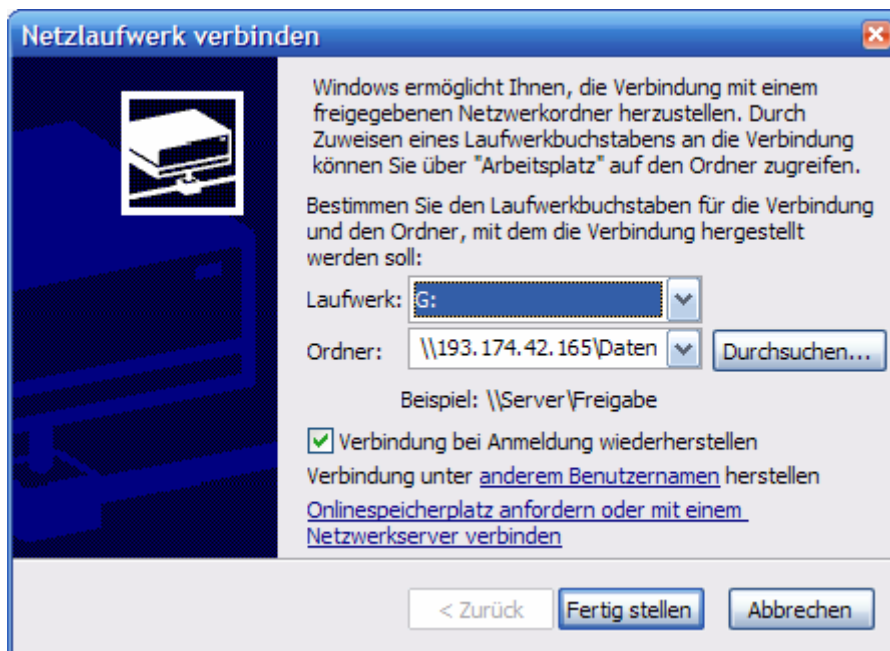 Netzlaufwerk verbinden
Windows ermöglicht Ihnen, die Verbindung mit einem
freigegebenen Netzwerkordner herzustellen. Durch
Zuweisen eines Laufwerkbuchstabens an die Verbindung
können Sie über "Arbeitsplatz" auf den Ordner zugreifen.
Bestimmen Sie den Laufwerkbuchstaben für die Verbindung
und den Ordner, mit dem die Verbindung hergestellt
werden soll:
Laufwerk: G:
Ordner: \\193.174.42.165\Daten Durchsuchen...
Beispiel: \\Server\Freigabe
Verbindung bei Anmeldung wiederherstellen
Verbindung unter anderem Benutzernamen herstellen
Onlinespeicherplatz anfordern oder mit einem
Netzwerkserver verbinden
< Zurück Fertig stellen Abbrechen